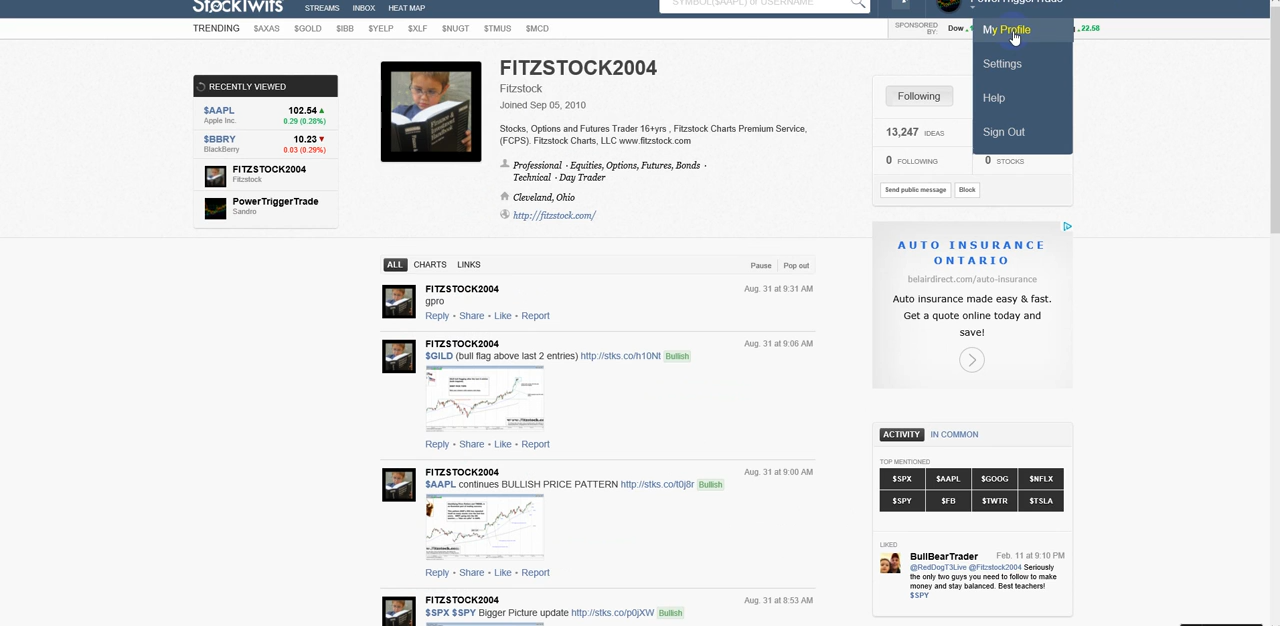 StockTwits STREAMS INBOX HEAT MAP SYMBOL($AAPL) or USERNAME PowerTriggerTrade
TRENDING $AXAS $GOLD $IBB $YELP $XLF $NUGT $TMUS $MCD SPONSORED BY: Dow 22.58
My Profile
Settings
Help
Sign Out
RECENTLY VIEWED
$AAPL 102.54
Apple Inc. 0.29 (0.28%)
$BBRY 10.23
BlackBerry 0.03 (0.29%)
FITZSTOCK2004
Fitzstock
PowerTriggerTrade
Sandro
FITZSTOCK2004
Fitzstock
Joined Sep 05, 2010
Stocks, Options and Futures Trader 16+yrs , Fitzstock Charts Premium Service,
(FCPS). Fitzstock Charts, LLC www.fitzstock.com
Professional · Equities, Options, Futures, Bonds ·
Technical · Day Trader
Cleveland, Ohio
http://fitzstock.com/
Following
13,247 IDEAS
0 FOLLOWING 0 STOCKS
Send public message Block
AUTO INSURANCE
ONTARIO
belairdirect.com/auto-insurance
Auto insurance made easy & fast.
Get a quote online today and
save!
ALL CHARTS LINKS Pause Pop out
FITZSTOCK2004 Aug. 31 at 9:31 AM
gpro
Reply • Share • Like • Report
FITZSTOCK2004 Aug. 31 at 9:06 AM
$GILD (bull flag above last 2 entries) http://stks.co/h10Nt Bullish
Reply • Share • Like • Report
FITZSTOCK2004 Aug. 31 at 9:00 AM
$AAPL continues BULLISH PRICE PATTERN http://stks.co/t0j8r Bullish
Reply • Share • Like • Report
FITZSTOCK2004 Aug. 31 at 8:53 AM
$SPX $SPY Bigger Picture update http://stks.co/p0jXW Bullish
ACTIVITY IN COMMON
TOP MENTIONED
$SPX $AAPL $GOOG $NFLX
$SPY $FB $TWTR $TSLA
LIKED
BullBearTrader Feb. 11 at 9:10 PM
@RedDogT3Live @Fitzstock2004 Seriously
the only two guys you need to follow to make
money and stay balanced. Best teachers!
$SPY